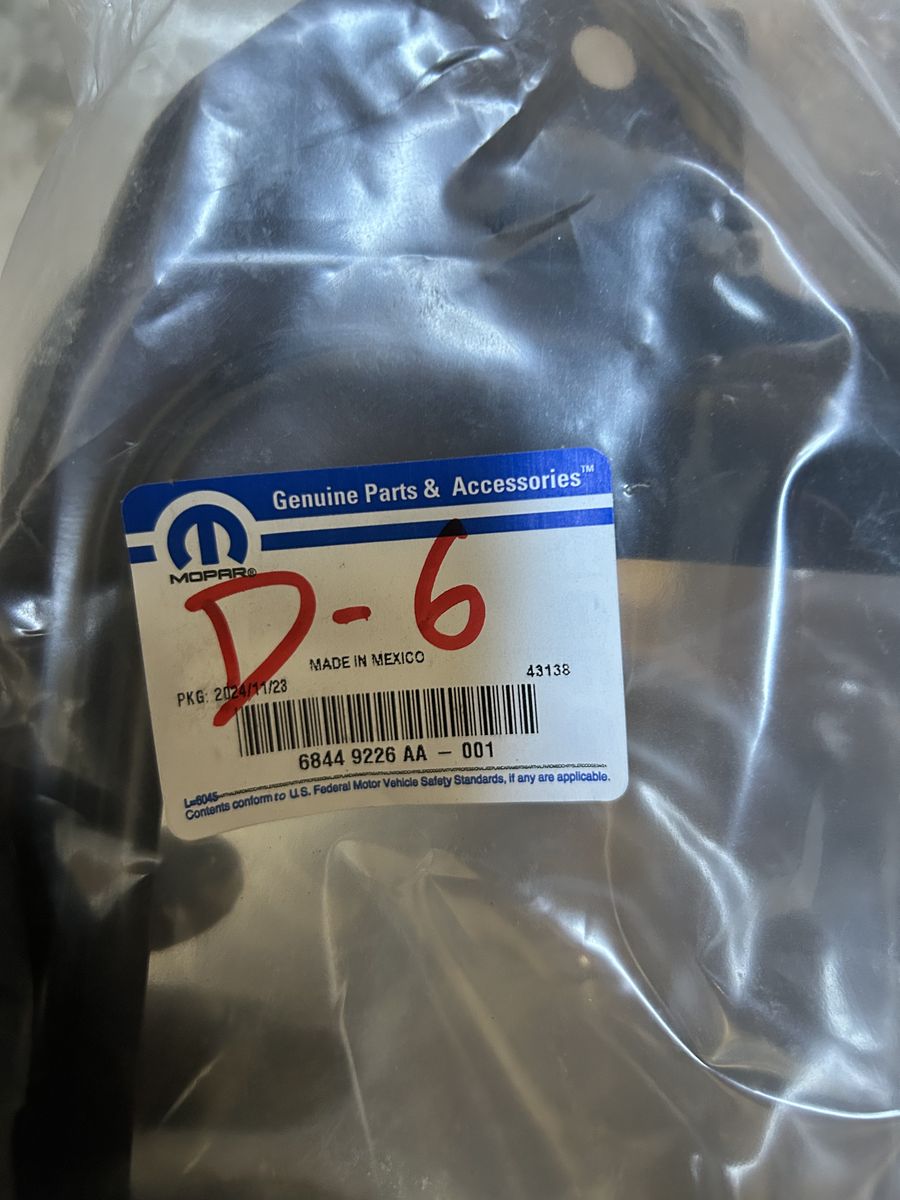 Genuine Parts & Accessories™
MOPAR®
D-6
MADE IN MEXICO
43138
PKG: 2024/11/23
6844 9226 AA - 001
L=6045
Contents conform to U.S. Federal Motor Vehicle Safety Standards, if any are applicable.